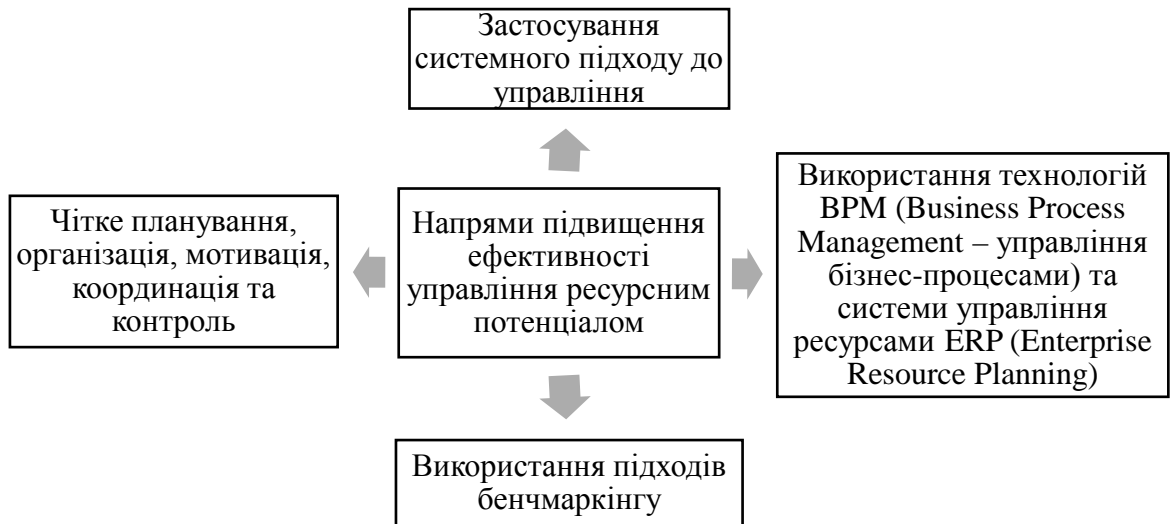 Застосування
системного підходу до
управління
Чітке планування,
організація, мотивація,
координація та
контроль
Напрями підвищення
ефективності
управління ресурсним
потенціалом
Використання технологій
BPM (Business Process
Management – управління
бізнес-процесами) та
системи управління
ресурсами ERP (Enterprise
Resource Planning)
Використання підходів
бенчмаркінгу